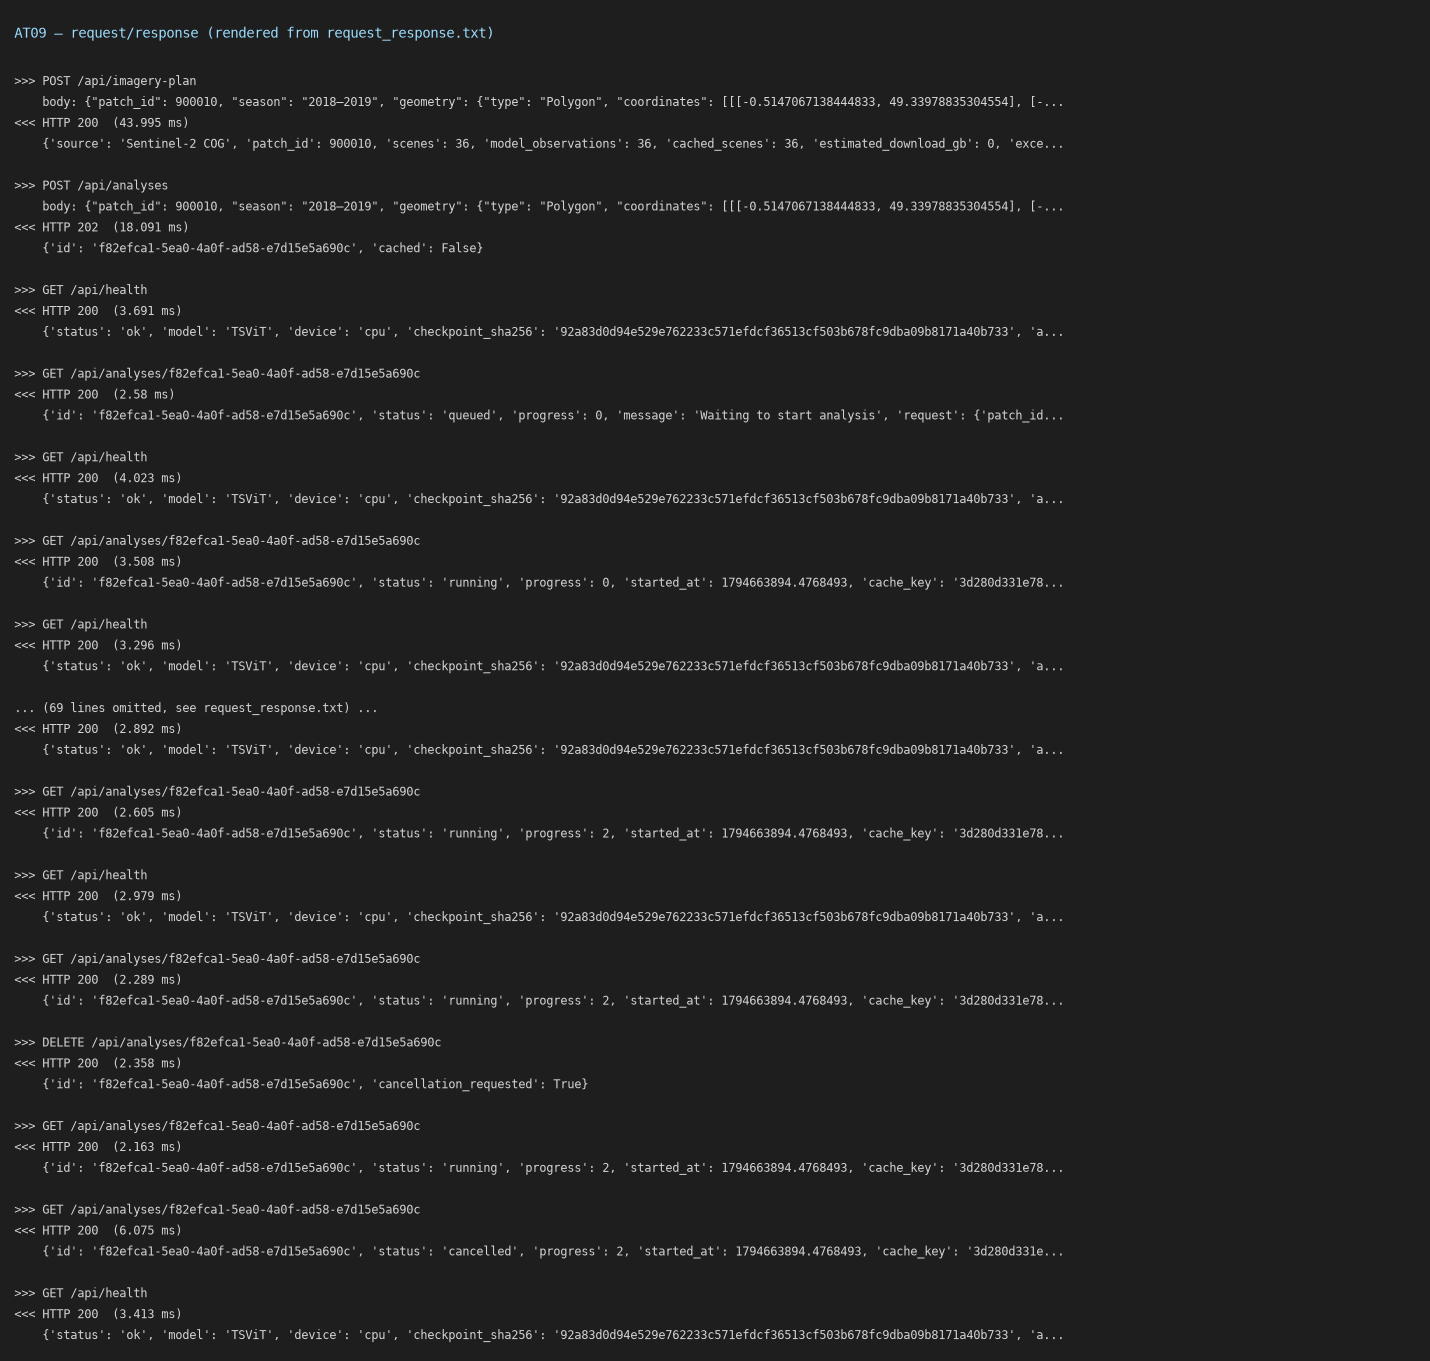 AT09 — request/response (rendered from request_response.txt)
>>> POST /api/imagery-plan
body: {"patch_id": 900010, "season": "2018–2019", "geometry": {"type": "Polygon", "coordinates": [[[-0.5147067138444833, 49.33978835304554], [-...
<<< HTTP 200  (43.995 ms)
{'source': 'Sentinel-2 COG', 'patch_id': 900010, 'scenes': 36, 'model_observations': 36, 'cached_scenes': 36, 'estimated_download_gb': 0, 'exce...
>>> POST /api/analyses
body: {"patch_id": 900010, "season": "2018–2019", "geometry": {"type": "Polygon", "coordinates": [[[-0.5147067138444833, 49.33978835304554], [-...
<<< HTTP 202  (18.091 ms)
{'id': 'f82efca1-5ea0-4a0f-ad58-e7d15e5a690c', 'cached': False}
>>> GET /api/health
<<< HTTP 200  (3.691 ms)
{'status': 'ok', 'model': 'TSViT', 'device': 'cpu', 'checkpoint_sha256': '92a83d0d94e529e762233c571efdcf36513cf503b678fc9dba09b8171a40b733', 'a...
>>> GET /api/analyses/f82efca1-5ea0-4a0f-ad58-e7d15e5a690c
<<< HTTP 200  (2.58 ms)
{'id': 'f82efca1-5ea0-4a0f-ad58-e7d15e5a690c', 'status': 'queued', 'progress': 0, 'message': 'Waiting to start analysis', 'request': {'patch_id...
>>> GET /api/health
<<< HTTP 200  (4.023 ms)
{'status': 'ok', 'model': 'TSViT', 'device': 'cpu', 'checkpoint_sha256': '92a83d0d94e529e762233c571efdcf36513cf503b678fc9dba09b8171a40b733', 'a...
>>> GET /api/analyses/f82efca1-5ea0-4a0f-ad58-e7d15e5a690c
<<< HTTP 200  (3.508 ms)
{'id': 'f82efca1-5ea0-4a0f-ad58-e7d15e5a690c', 'status': 'running', 'progress': 0, 'started_at': 1794663894.4768493, 'cache_key': '3d280d331e78...
>>> GET /api/health
<<< HTTP 200  (3.296 ms)
{'status': 'ok', 'model': 'TSViT', 'device': 'cpu', 'checkpoint_sha256': '92a83d0d94e529e762233c571efdcf36513cf503b678fc9dba09b8171a40b733', 'a...
... (69 lines omitted, see request_response.txt) ...
<<< HTTP 200  (2.892 ms)
{'status': 'ok', 'model': 'TSViT', 'device': 'cpu', 'checkpoint_sha256': '92a83d0d94e529e762233c571efdcf36513cf503b678fc9dba09b8171a40b733', 'a...
>>> GET /api/analyses/f82efca1-5ea0-4a0f-ad58-e7d15e5a690c
<<< HTTP 200  (2.605 ms)
{'id': 'f82efca1-5ea0-4a0f-ad58-e7d15e5a690c', 'status': 'running', 'progress': 2, 'started_at': 1794663894.4768493, 'cache_key': '3d280d331e78...
>>> GET /api/health
<<< HTTP 200  (2.979 ms)
{'status': 'ok', 'model': 'TSViT', 'device': 'cpu', 'checkpoint_sha256': '92a83d0d94e529e762233c571efdcf36513cf503b678fc9dba09b8171a40b733', 'a...
>>> GET /api/analyses/f82efca1-5ea0-4a0f-ad58-e7d15e5a690c
<<< HTTP 200  (2.289 ms)
{'id': 'f82efca1-5ea0-4a0f-ad58-e7d15e5a690c', 'status': 'running', 'progress': 2, 'started_at': 1794663894.4768493, 'cache_key': '3d280d331e78...
>>> DELETE /api/analyses/f82efca1-5ea0-4a0f-ad58-e7d15e5a690c
<<< HTTP 200  (2.358 ms)
{'id': 'f82efca1-5ea0-4a0f-ad58-e7d15e5a690c', 'cancellation_requested': True}
>>> GET /api/analyses/f82efca1-5ea0-4a0f-ad58-e7d15e5a690c
<<< HTTP 200  (2.163 ms)
{'id': 'f82efca1-5ea0-4a0f-ad58-e7d15e5a690c', 'status': 'running', 'progress': 2, 'started_at': 1794663894.4768493, 'cache_key': '3d280d331e78...
>>> GET /api/analyses/f82efca1-5ea0-4a0f-ad58-e7d15e5a690c
<<< HTTP 200  (6.075 ms)
{'id': 'f82efca1-5ea0-4a0f-ad58-e7d15e5a690c', 'status': 'cancelled', 'progress': 2, 'started_at': 1794663894.4768493, 'cache_key': '3d280d331e...
>>> GET /api/health
<<< HTTP 200  (3.413 ms)
{'status': 'ok', 'model': 'TSViT', 'device': 'cpu', 'checkpoint_sha256': '92a83d0d94e529e762233c571efdcf36513cf503b678fc9dba09b8171a40b733', 'a...